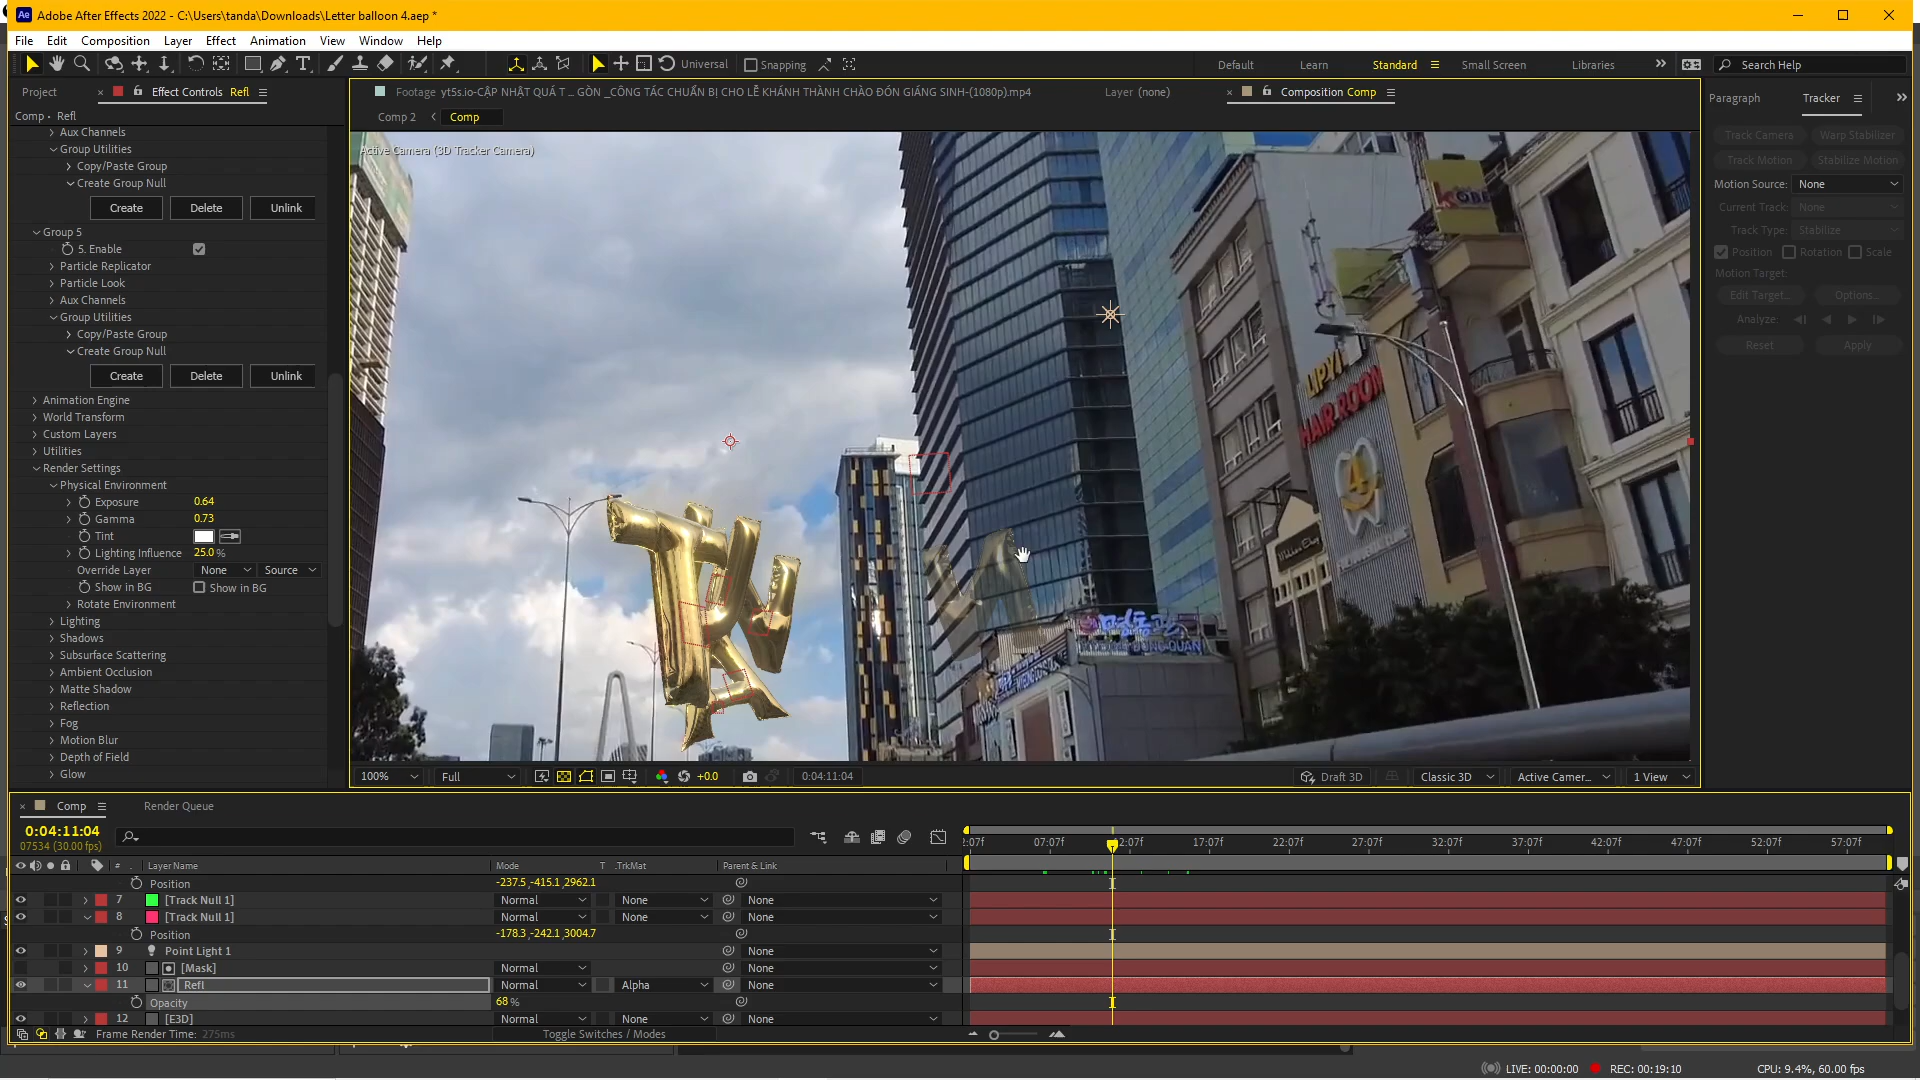 Adobe After Effects 2022 - C:\Users\tanda\Downloads\Letter balloon 4.aep *
File Edit Composition Layer Effect Animation View Window Help
Universal Snapping Default Learn Standard Small Screen Libraries Search Help
Project Effect Controls Refl Footage yt5s.io-CẬP NHẬT QUÁ T ... GÒN _CÔNG TÁC CHUẨN BỊ CHO LỄ KHÁNH THÀNH CHÀO ĐÓN GIÁNG SINH-(1080p).mp4 Layer (none) Composition Comp Paragraph Tracker
Comp · Refl
Comp 2 Comp
Active Camera (3D Tracker Camera)
Aux Channels
Group Utilities
Copy/Paste Group
Create Group Null
Create Delete Unlink
Group 5
5. Enable
Particle Replicator
Particle Look
Aux Channels
Group Utilities
Copy/Paste Group
Create Group Null
Create Delete Unlink
Animation Engine
World Transform
Custom Layers
Utilities
Render Settings
Physical Environment
Exposure 0.64
Gamma 0.73
Tint
Lighting Influence 25.0 %
Override Layer None Source
Show in BG Show in BG
Rotate Environment
Lighting
Shadows
Subsurface Scattering
Ambient Occlusion
Matte Shadow
Reflection
Fog
Motion Blur
Depth of Field
Glow
KOBE
LIPYI
HAIR ROOM
4
Track Camera Warp Stabilizer
Track Motion Stabilize Motion
Motion Source: None
Current Track: None
Track Type: Stabilize
Position Rotation Scale
Motion Target:
Edit Target... Options...
Analyze:
Reset Apply
100% Full +0.0 0:04:11:04 Draft 3D Classic 3D Active Camer... 1 View
Comp Render Queue
0:04:11:04
07534 (30.00 fps)
2:07f 07:07f 12:07f 17:07f 22:07f 27:07f 32:07f 37:07f 42:07f 47:07f 52:07f 57:07f
# Layer Name Mode T .TrkMat Parent & Link
Position -237.5,-415.1,2962.1
7 [Track Null 1] Normal None None
8 [Track Null 1] Normal None None
Position -178.3,-242.1,3004.7
9 Point Light 1 None
10 [Mask] Normal None
11 Refl Normal Alpha None
Opacity 68 %
12 [E3D] Normal None None
Frame Render Time: 275ms Toggle Switches / Modes
LIVE: 00:00:00 REC: 00:19:10 CPU: 9.4%, 60.00 fps